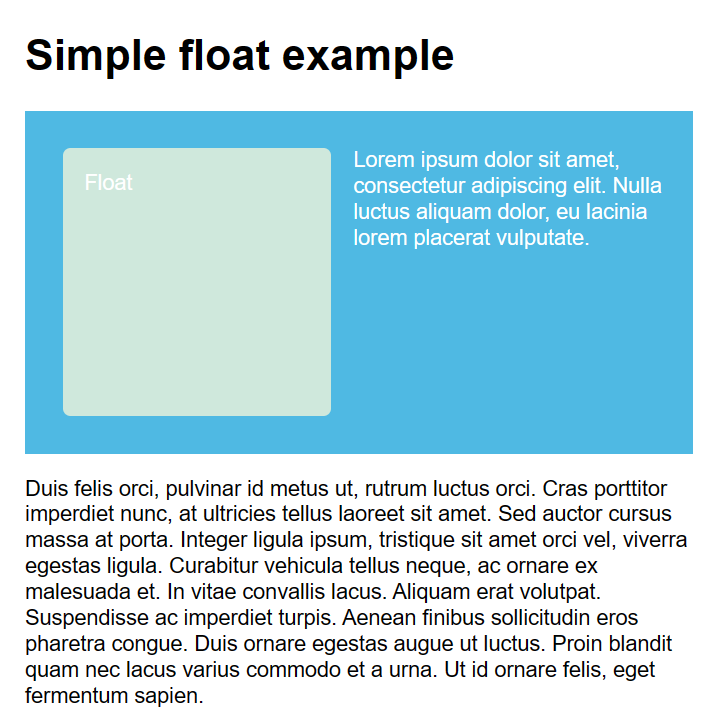 Simple float example
Float
Lorem ipsum dolor sit amet,
consectetur adipiscing elit. Nulla
luctus aliquam dolor, eu lacinia
lorem placerat vulputate.
Duis felis orci, pulvinar id metus ut, rutrum luctus orci. Cras porttitor
imperdiet nunc, at ultricies tellus laoreet sit amet. Sed auctor cursus
massa at porta. Integer ligula ipsum, tristique sit amet orci vel, viverra
egestas ligula. Curabitur vehicula tellus neque, ac ornare ex
malesuada et. In vitae convallis lacus. Aliquam erat volutpat.
Suspendisse ac imperdiet turpis. Aenean finibus sollicitudin eros
pharetra congue. Duis ornare egestas augue ut luctus. Proin blandit
quam nec lacus varius commodo et a urna. Ut id ornare felis, eget
fermentum sapien.